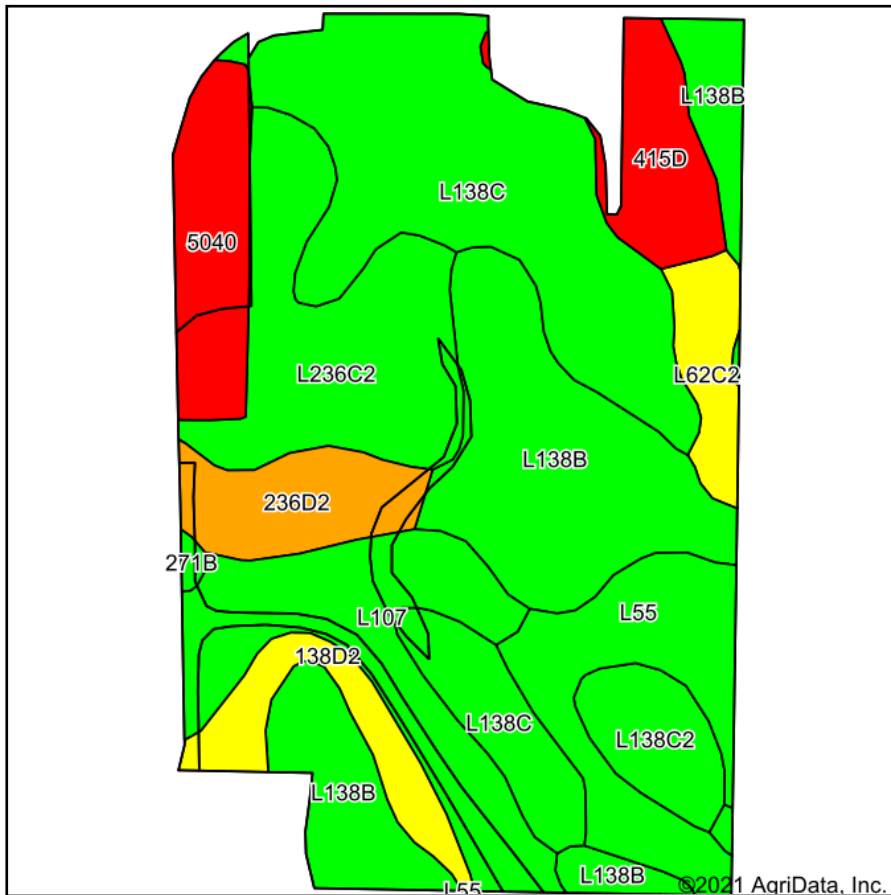 L138B
415D
L138C
5040
L236C2
L62C2
L138B
236D2
271B
L107
L55
138D2
L138C
L138C2
L138B
L138B
L55
©2021 AgriData, Inc.